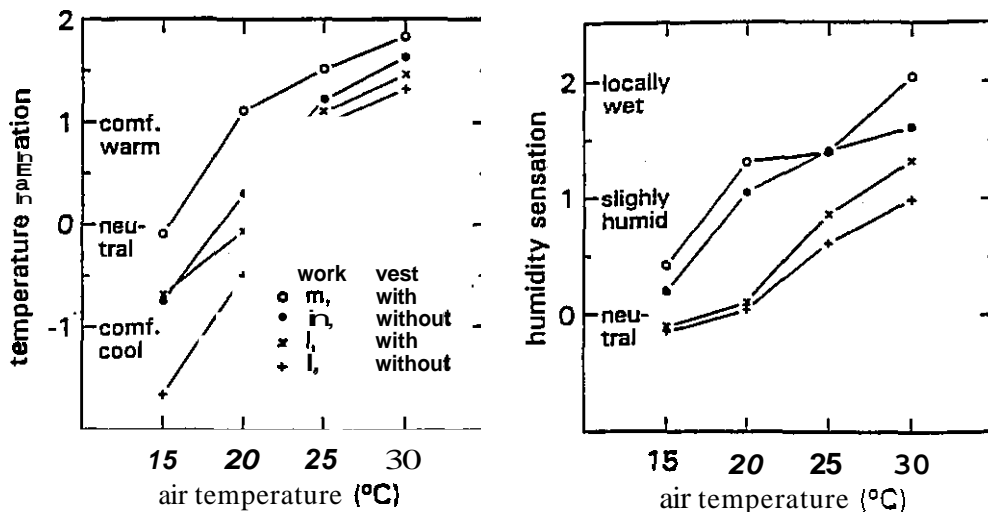 2
1
0
-1
temperature
comf.
warm
neu-
tral
comf.
cool
work vest
m, with
in, without
l, with
l, without
15 20 25 30
air temperature (°C)
2
1
0
humidity sensation
locally
wet
slighly
humid
neu-
tral
15 20 25 30
air temperature (°C)